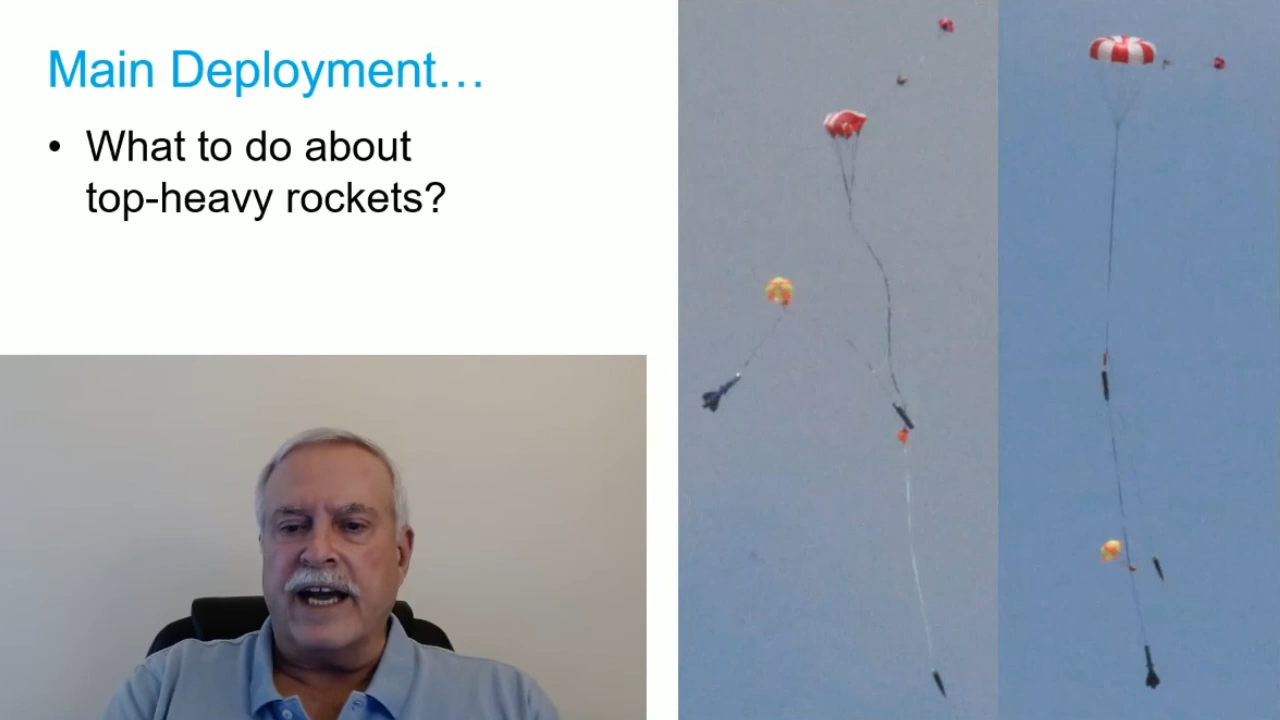 Main Deployment…
• What to do about
top-heavy rockets?